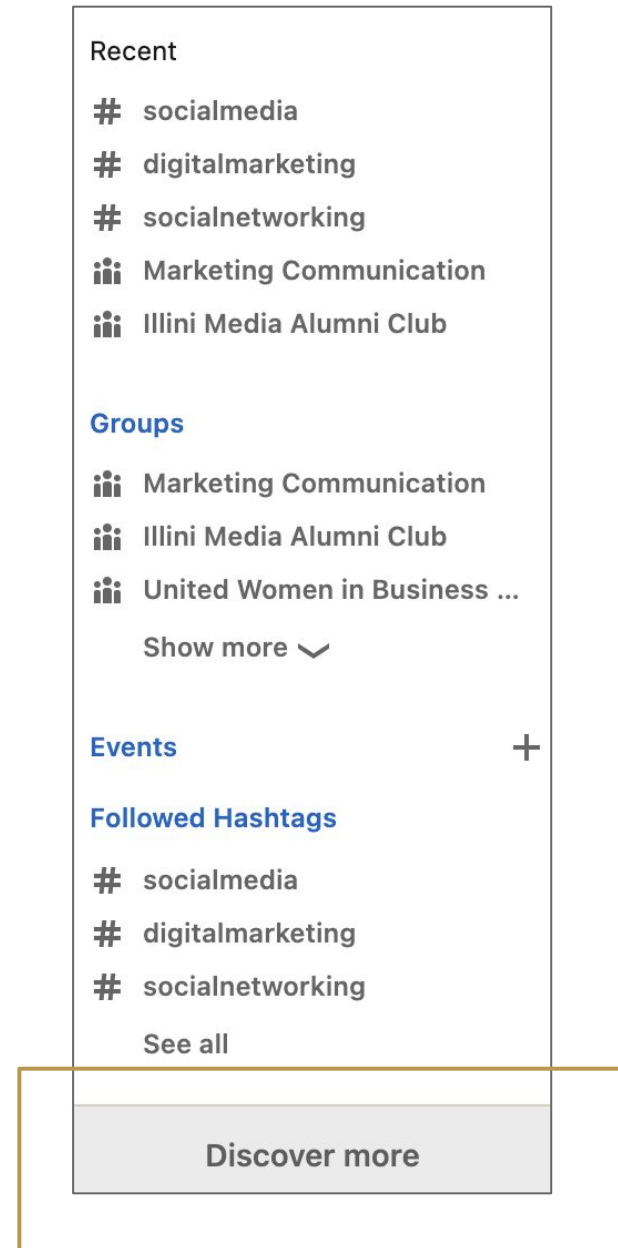 Recent
# socialmedia
# digitalmarketing
# socialnetworking
Marketing Communication
Illini Media Alumni Club
Groups
Marketing Communication
Illini Media Alumni Club
United Women in Business ...
Show more
Events +
Followed Hashtags
# socialmedia
# digitalmarketing
# socialnetworking
See all
Discover more